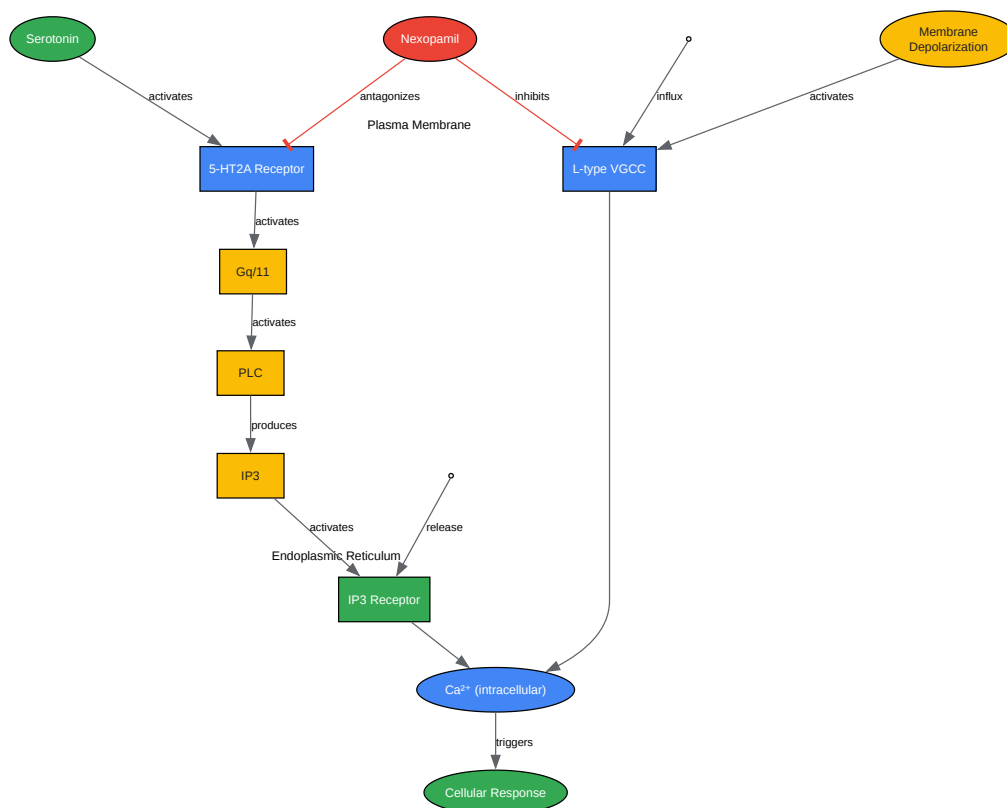 Serotonin
Nexopamil
Membrane
Depolarization
activates
antagonizes
inhibits
influx
activates
Plasma Membrane
5-HT2A Receptor
L-type VGCC
activates
Gq/11
activates
PLC
produces
IP3
activates
release
Endoplasmic Reticulum
IP3 Receptor
Ca²⁺ (intracellular)
triggers
Cellular Response